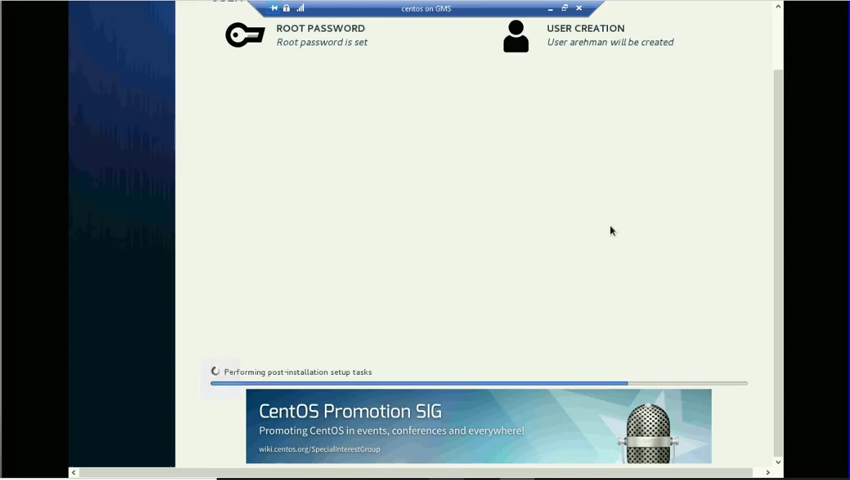 centos on GMS
ROOT PASSWORD
Root password is set
USER CREATION
User arehman will be created
Performing post-installation setup tasks
CentOS Promotion SIG
Promoting CentOS in events, conferences and everywhere!
wiki.centos.org/SpecialInterestGroup